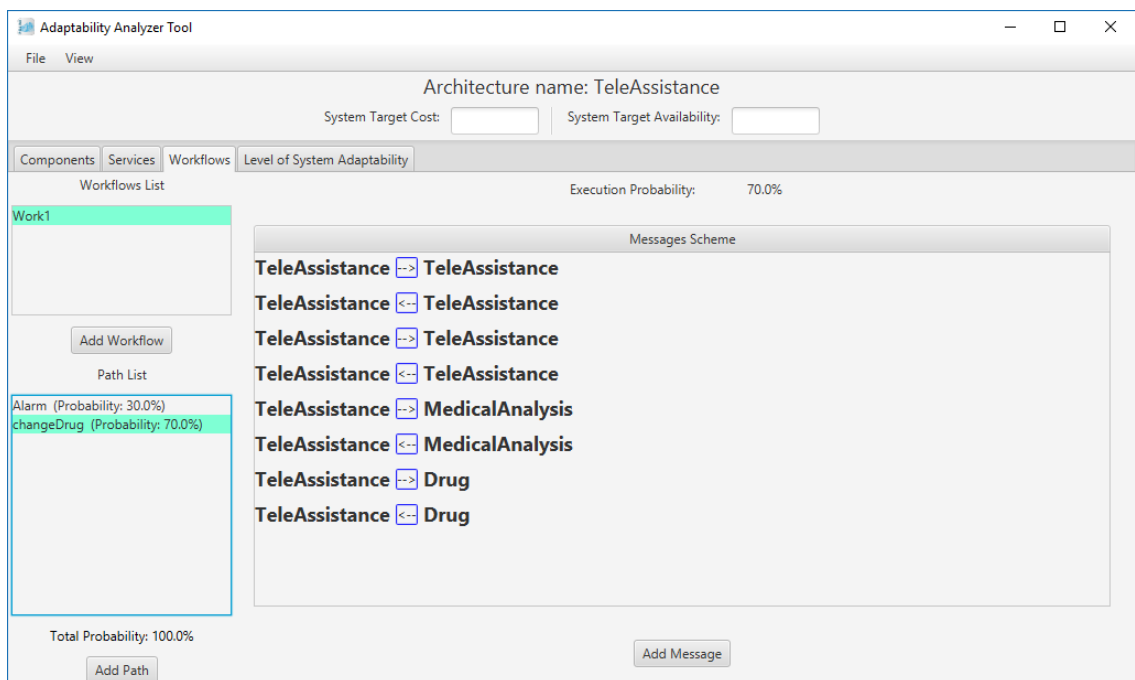 Adaptability Analyzer Tool
File View
Architecture name: TeleAssistance
System Target Cost: System Target Availability:
Components Services Workflows Level of System Adaptability
Workflows List
Execution Probability: 70.0%
Work1
Messages Scheme
TeleAssistance --> TeleAssistance
TeleAssistance <-- TeleAssistance
TeleAssistance --> TeleAssistance
TeleAssistance <-- TeleAssistance
TeleAssistance --> MedicalAnalysis
TeleAssistance <-- MedicalAnalysis
TeleAssistance --> Drug
TeleAssistance <-- Drug
Add Workflow
Path List
Alarm (Probability: 30.0%)
changeDrug (Probability: 70.0%)
Total Probability: 100.0%
Add Path
Add Message